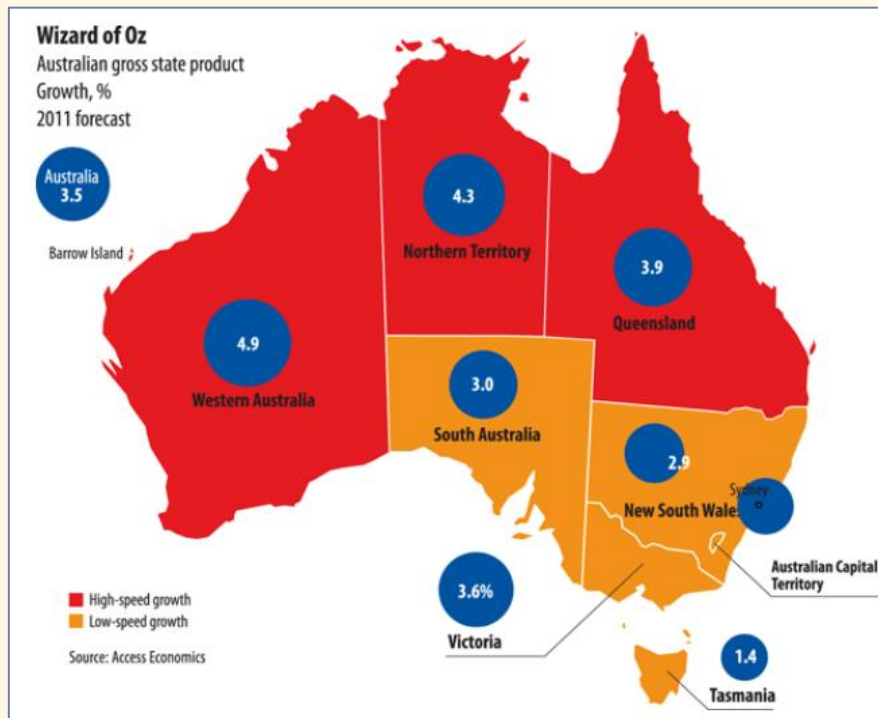 Wizard of Oz
Australian gross state product
Growth, %
2011 forecast
Australia
3.5
Barrow Island
4.3
Northern Territory
3.9
Queensland
4.9
Western Australia
3.0
South Australia
2.9
Sydney
New South Wales
Australian Capital
Territory
3.6%
Victoria
1.4
Tasmania
High-speed growth
Low-speed growth
Source: Access Economics